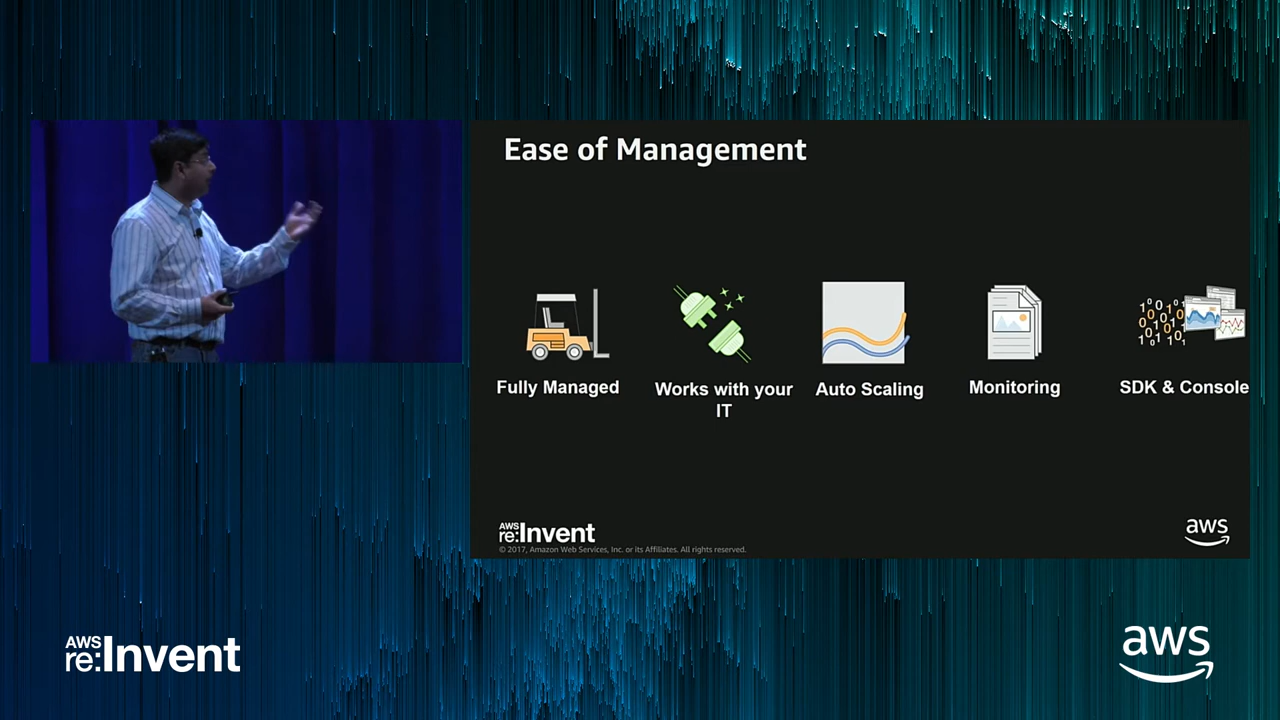 Ease of Management
Fully Managed
Works with your
IT
Auto Scaling
Monitoring
SDK & Console
AWS
re:Invent
© 2017, Amazon Web Services, Inc. or its Affiliates. All rights reserved.
aws
AWS
re:Invent
aws